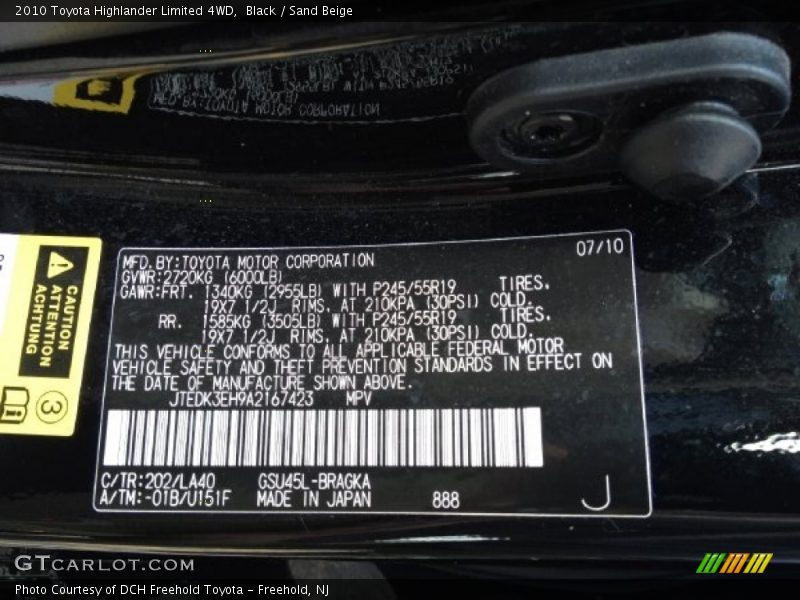 2010 Toyota Highlander Limited 4WD, Black / Sand Beige
MFD. BY: TOYOTA MOTOR CORPORATION 07/10
GVWR: 2720KG (6000LB)
GAWR: FRT. 1340KG (2955LB) WITH P245/55R19 TIRES.
19X7 1/2J RIMS. AT 210KPA (30PSI) COLD.
RR. 1585KG (3505LB) WITH P245/55R19 TIRES.
19X7 1/2J RIMS. AT 210KPA (30PSI) COLD.
THIS VEHICLE CONFORMS TO ALL APPLICABLE FEDERAL MOTOR
VEHICLE SAFETY AND THEFT PREVENTION STANDARDS IN EFFECT ON
THE DATE OF MANUFACTURE SHOWN ABOVE.
JTEDK3EH9A2167423 MPV
C/TR: 202/LA40 GSU45L-BRAGKA
A/TM: -01B/U151F MADE IN JAPAN 888 J
CAUTION
ATTENTION
ACHTUNG
3
GTCARLOT.COM
Photo Courtesy of DCH Freehold Toyota - Freehold, NJ